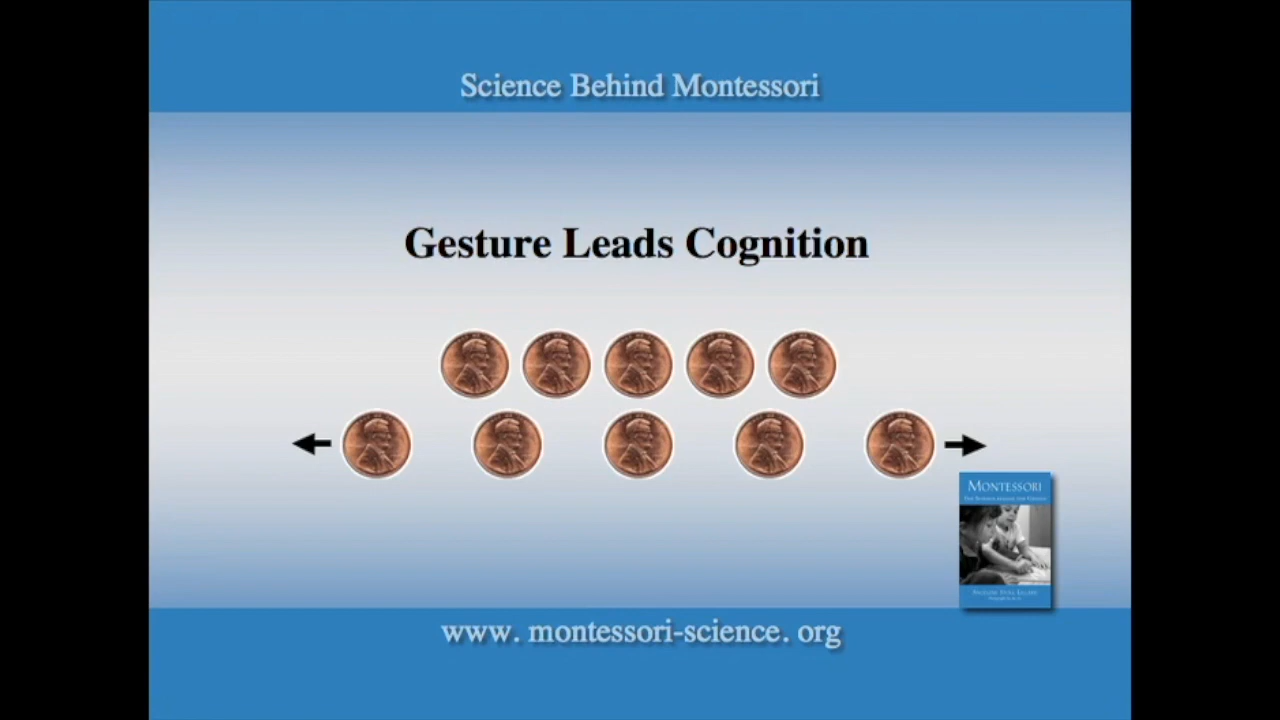 Science Behind Montessori
Gesture Leads Cognition
MONTESSORI
www. montessori-science. org